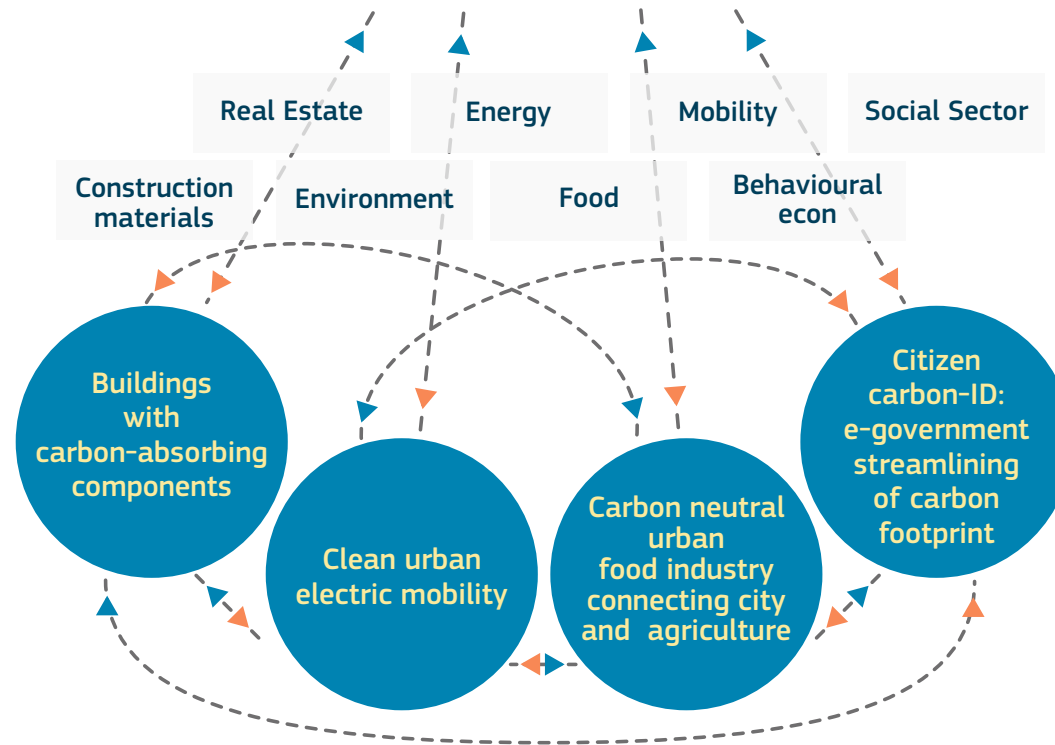 Real Estate
Energy
Mobility
Social Sector
Construction
materials
Environment
Food
Behavioural
econ
Buildings
with
carbon-absorbing
components
Clean urban
electric mobility
Carbon neutral
urban
food industry
connecting city
and agriculture
Citizen
carbon-ID:
e-government
streamlining
of carbon
footprint